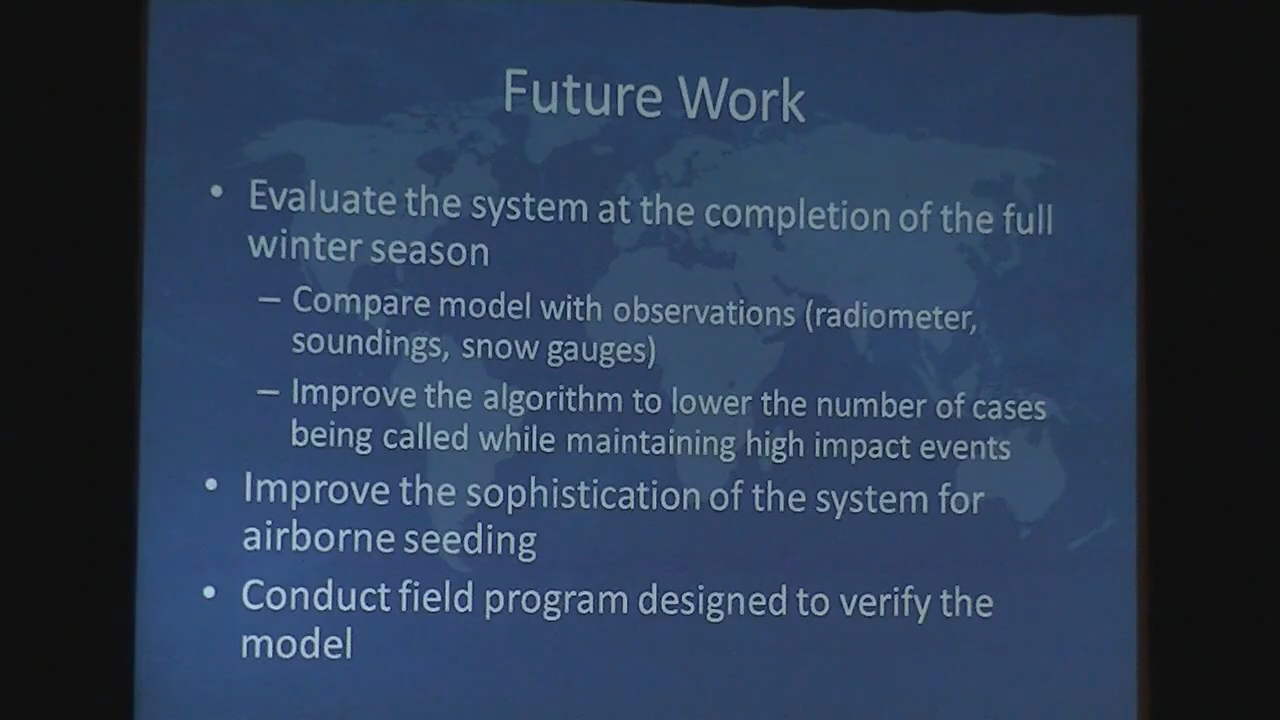 Future Work
• Evaluate the system at the completion of the full
winter season
– Compare model with observations (radiometer,
soundings, snow gauges)
– Improve the algorithm to lower the number of cases
being called while maintaining high impact events
• Improve the sophistication of the system for
airborne seeding
• Conduct field program designed to verify the
model